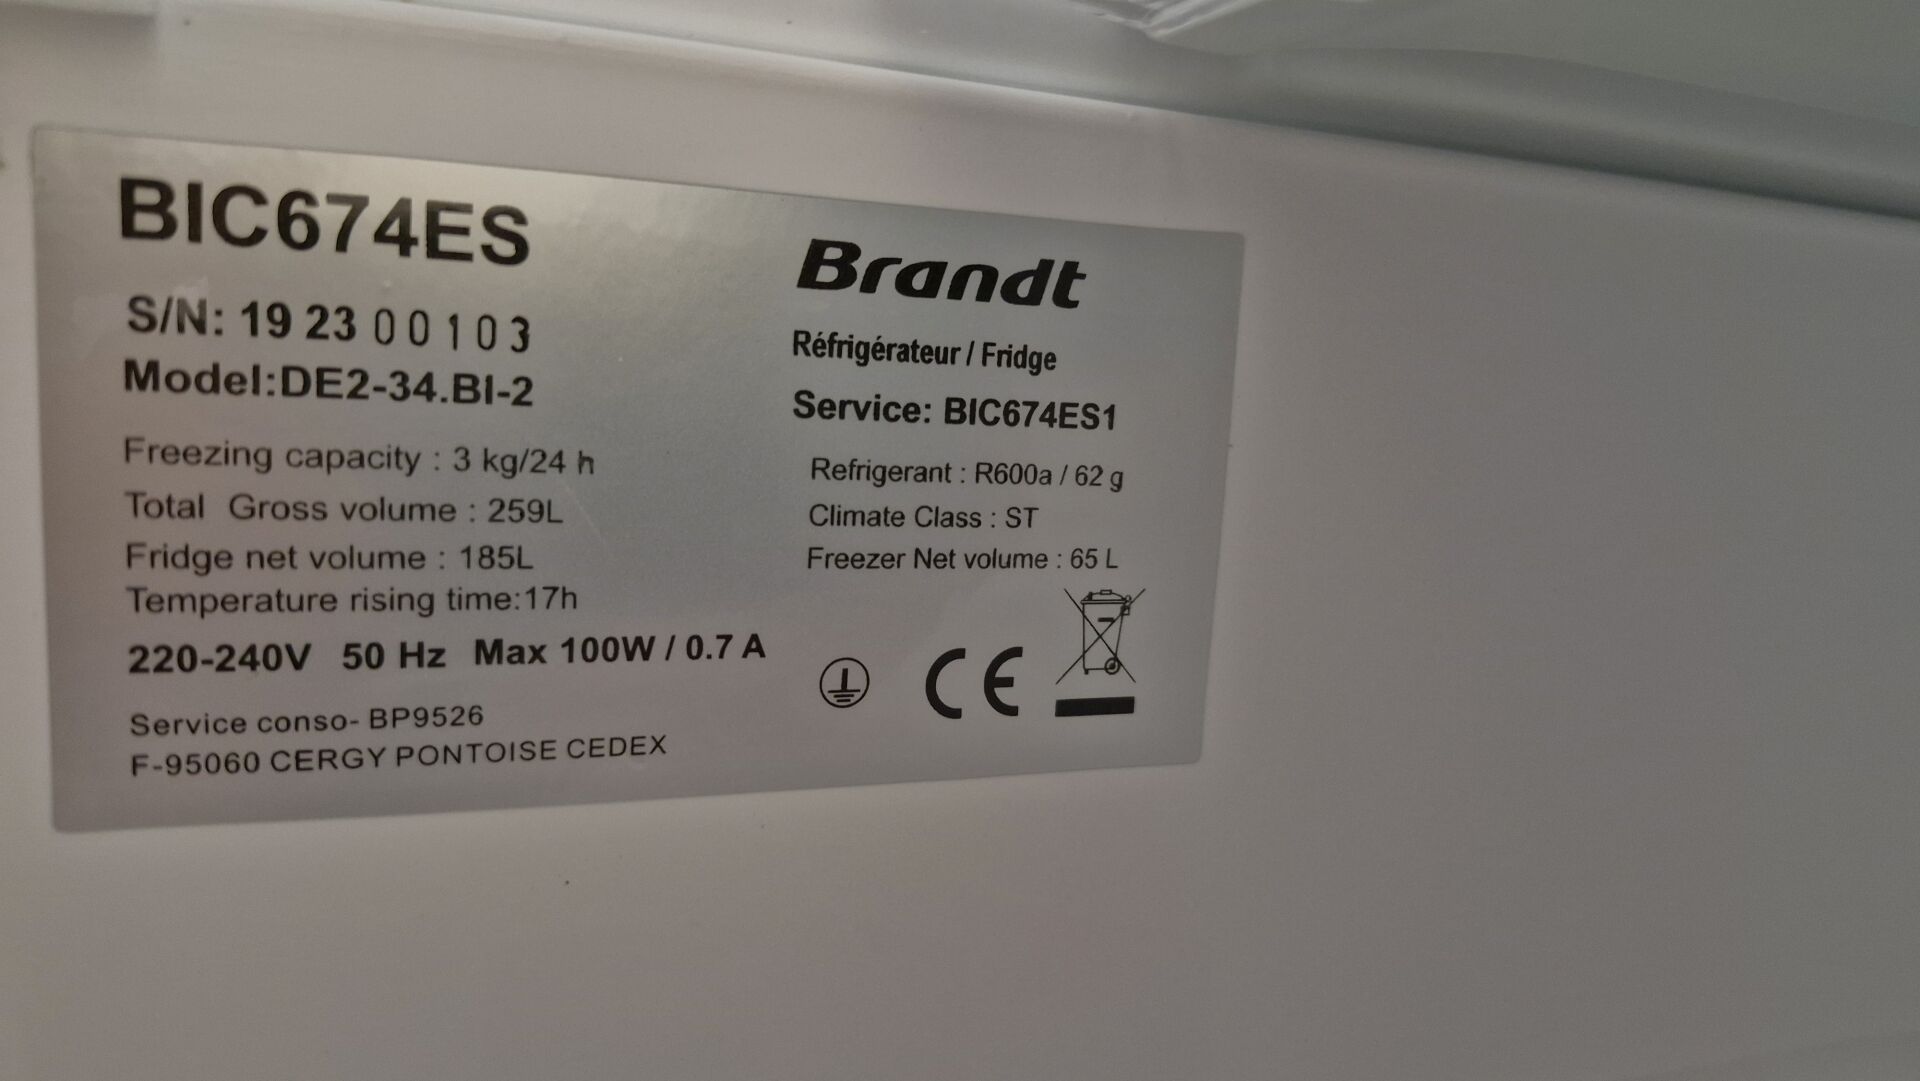 BIC674ES
S/N: 19 23 00103
Model:DE2-34.BI-2
Freezing capacity : 3 kg/24 h
Total Gross volume : 259L
Fridge net volume : 185L
Temperature rising time:17h
220-240V 50 Hz Max 100W / 0.7 A
Service conso- BP9526
F-95060 CERGY PONTOISE CEDEX
Brandt
Réfrigérateur / Fridge
Service: BIC674ES1
Refrigerant : R600a / 62 g
Climate Class : ST
Freezer Net volume : 65 L
CE